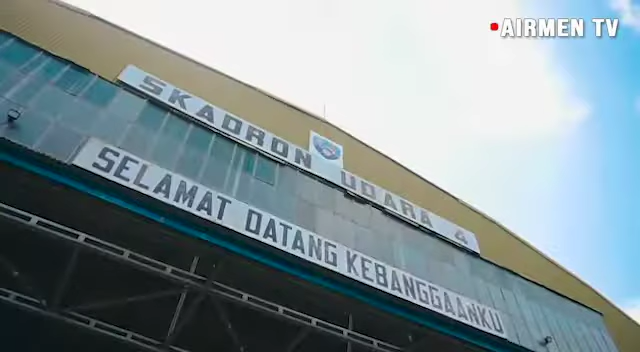 AIRMEN TV
SKADRON UDARA 4
SELAMAT DATANG KEBANGGAANKU